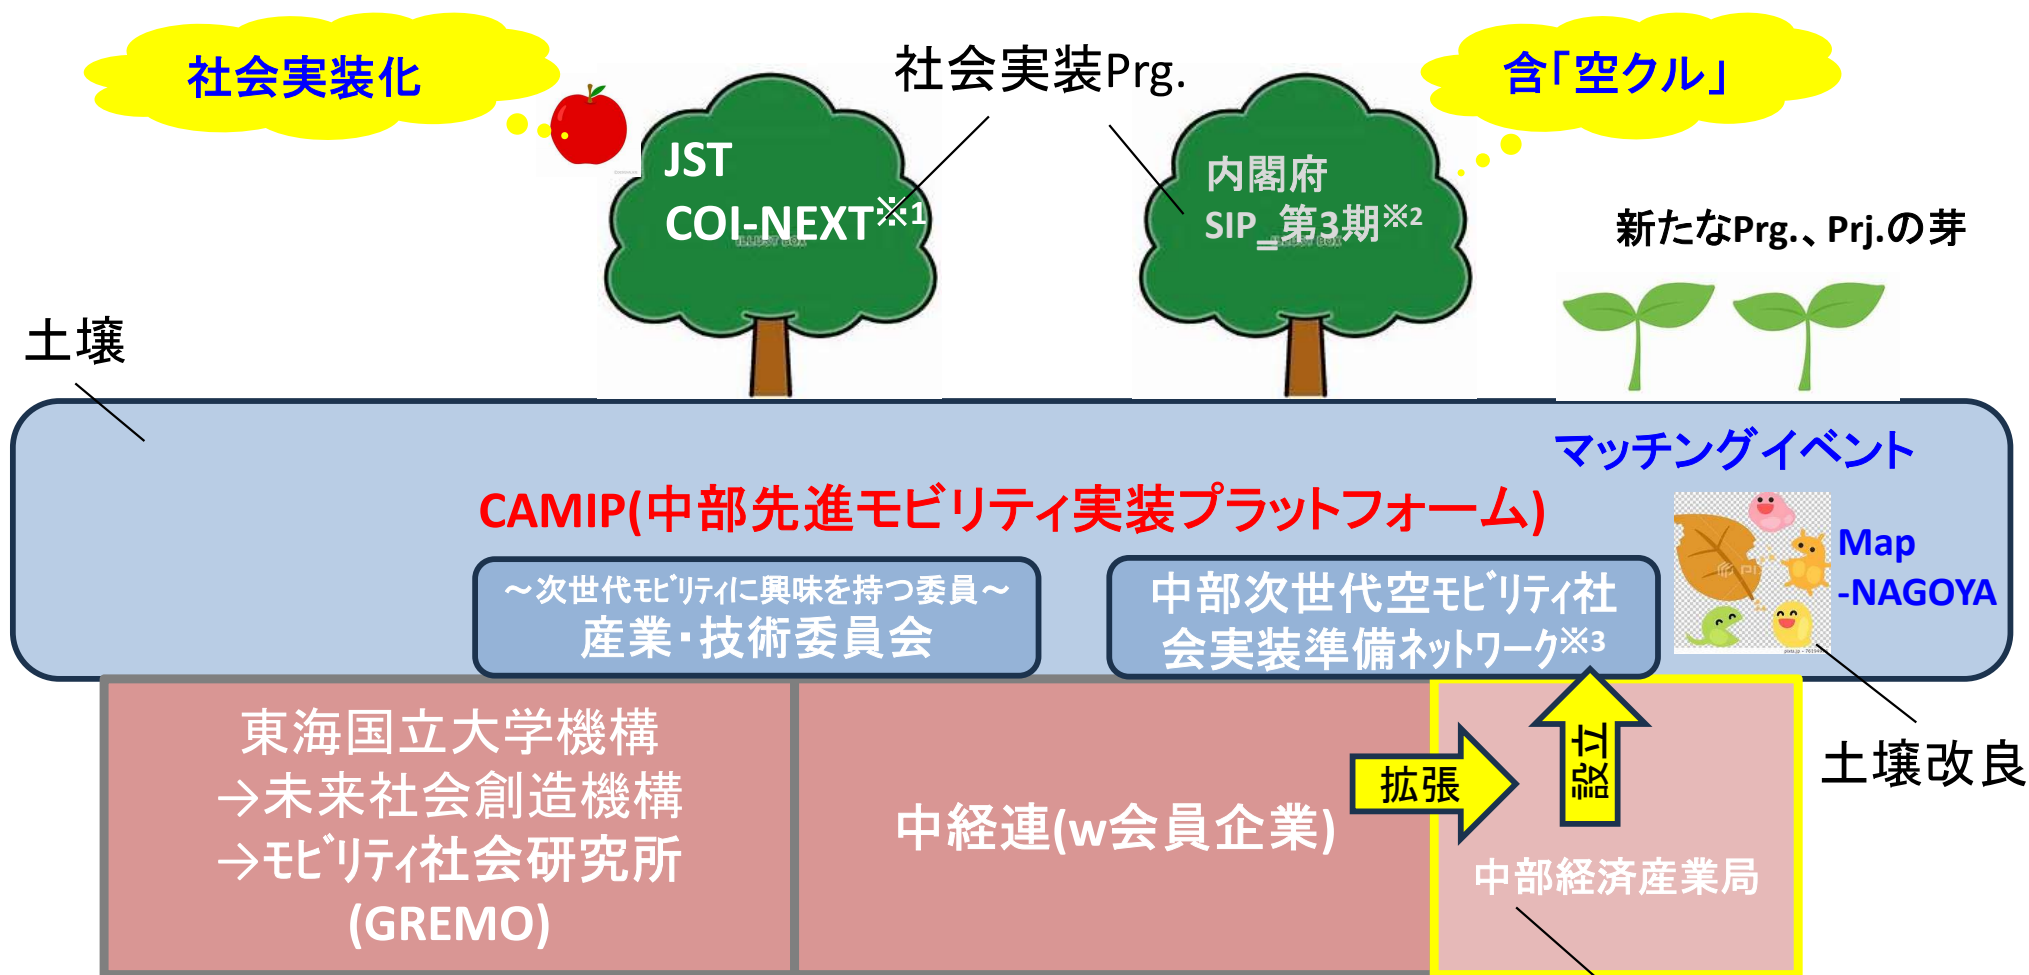 社会実装化
社会実装Prg.
含「空クル」
JST
COI-NEXT※1
内閣府
SIP_第3期※2
新たなPrg.、Prj.の芽
土壌
マッチングイベント
CAMIP(中部先進モビリティ実装プラットフォーム)
Map
-NAGOYA
～次世代ﾓﾋﾞﾘﾃｨに興味を持つ委員～
産業・技術委員会
中部次世代空ﾓﾋﾞﾘﾃｨ社
会実装準備ﾈｯﾄﾜｰｸ※3
土壌改良
東海国立大学機構
→未来社会創造機構
→ﾓﾋﾞﾘﾃｨ社会研究所
(GREMO)
中経連(w会員企業)
拡張
設立
中部経済産業局